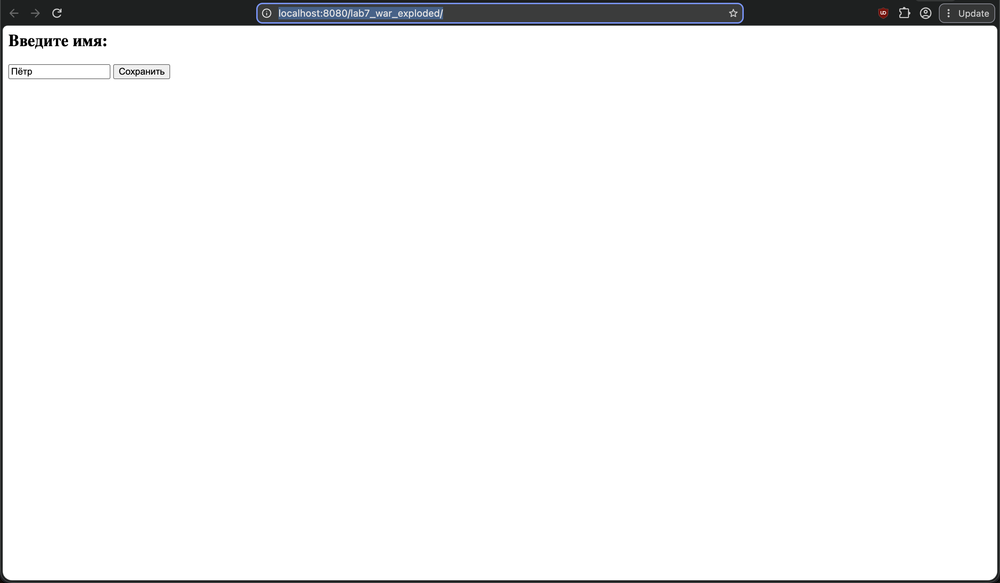 localhost:8080/lab7_war_exploded/
Update
Введите имя:
Пётр
Сохранить